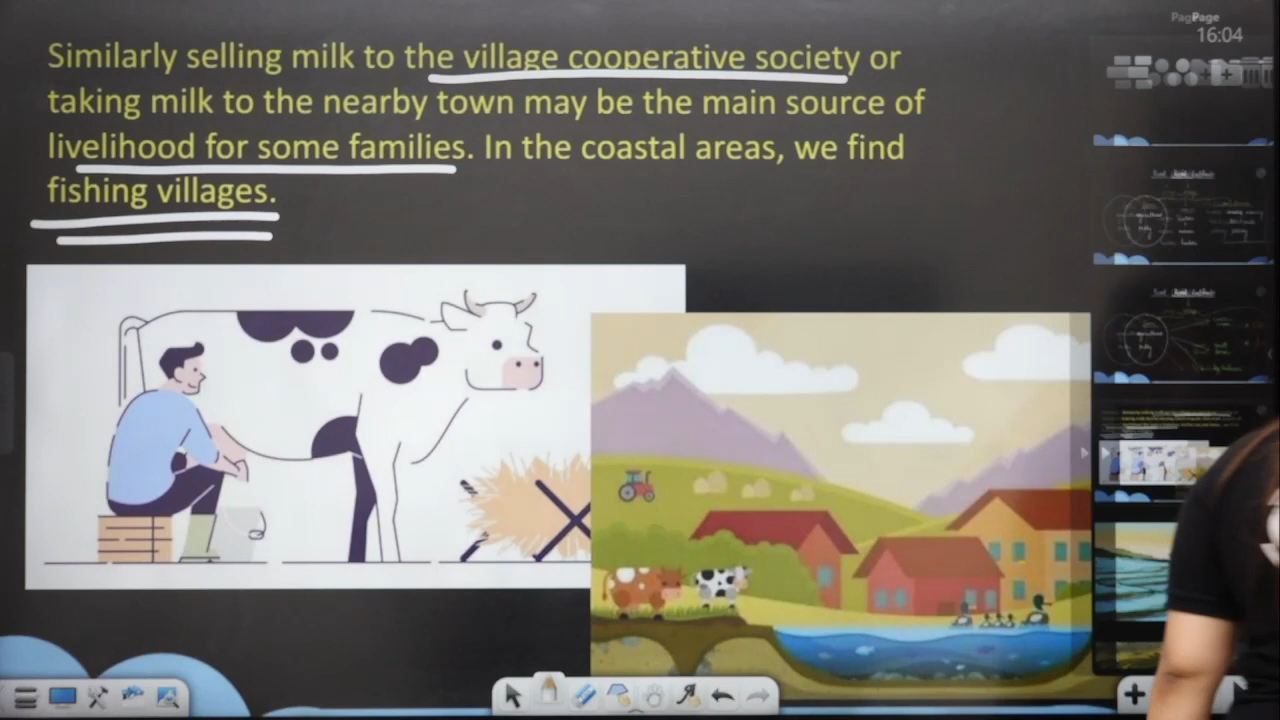 Similarly selling milk to the village cooperative society or
taking milk to the nearby town may be the main source of
livelihood for some families. In the coastal areas, we find
fishing villages.
Page
16:04